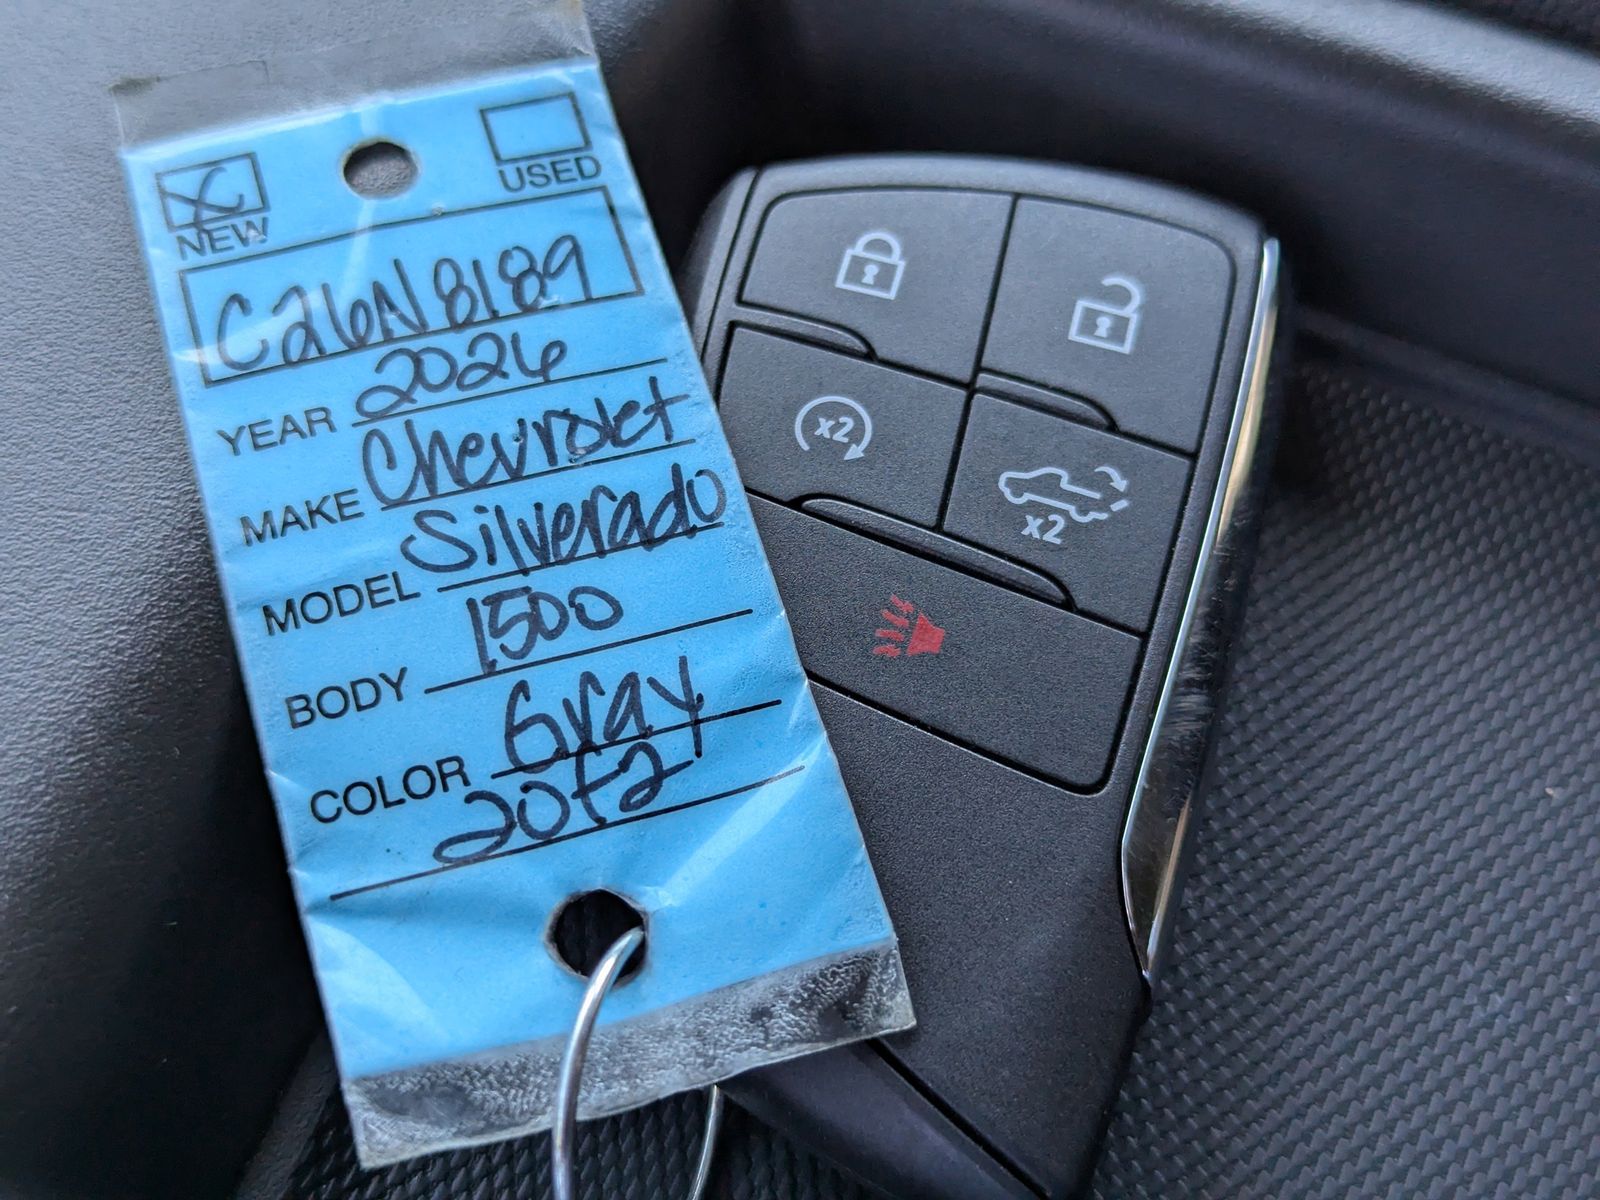 NEW
USED
C26N8189
YEAR 2026
MAKE Chevrolet
MODEL Silverado
BODY 1500
COLOR Gray
2of2
x2
x2